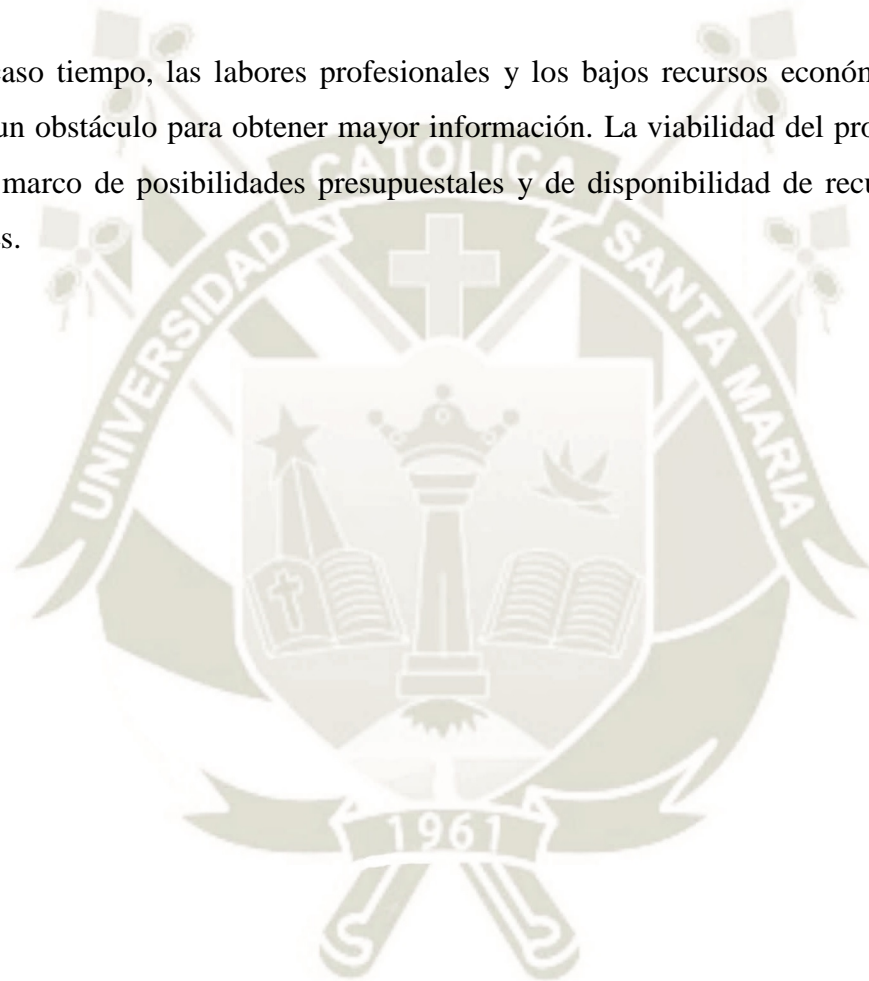 caso tiempo, las labores profesionales y los bajos recursos económ
un obstáculo para obtener mayor información. La viabilidad del pro
marco de posibilidades presupuestales y de disponibilidad de recu
s.
UNIVERSIDAD CATOLICA SANTA MARIA
1961